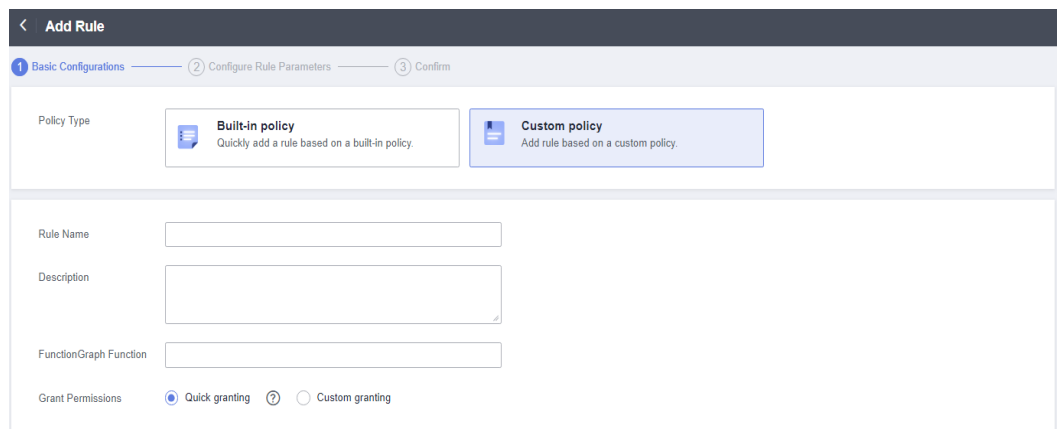 Add Rule
1 Basic Configurations 2 Configure Rule Parameters 3 Confirm
Policy Type
Built-in policy
Quickly add a rule based on a built-in policy.
Custom policy
Add rule based on a custom policy.
Rule Name
Description
FunctionGraph Function
Grant Permissions Quick granting ? Custom granting